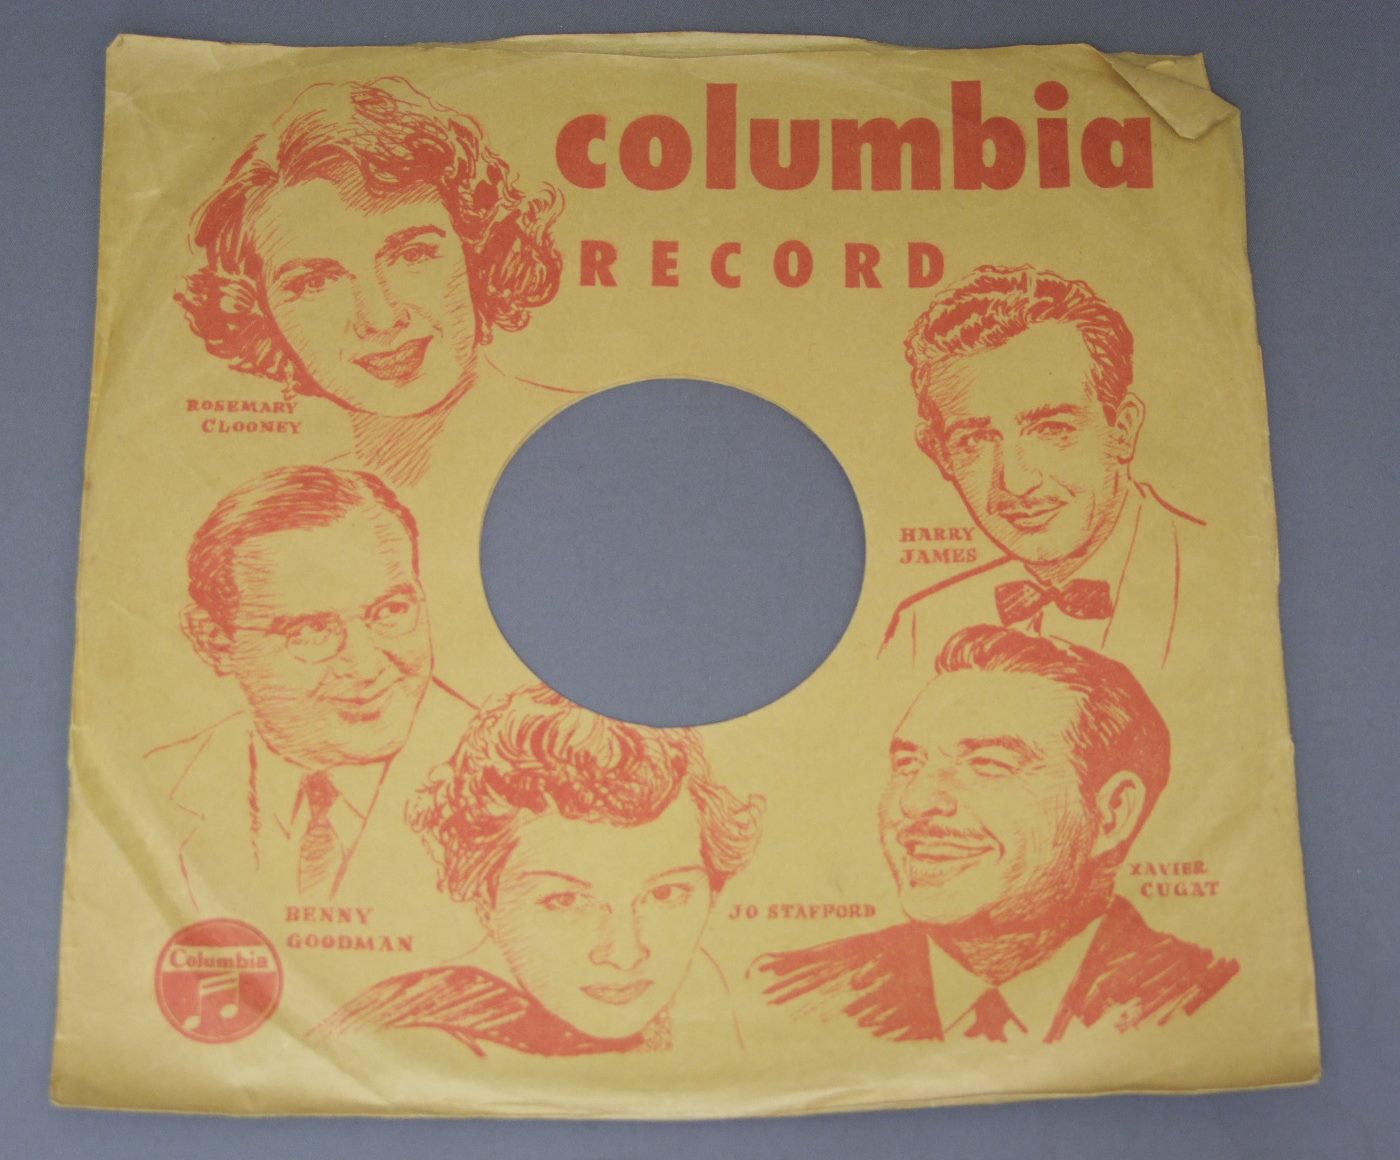 columbia
RECORD
ROSEMARY
CLOONEY
HARRY
JAMES
XAVIER
CUGAT
JO STAFFORD
BENNY
GOODMAN
Columbia